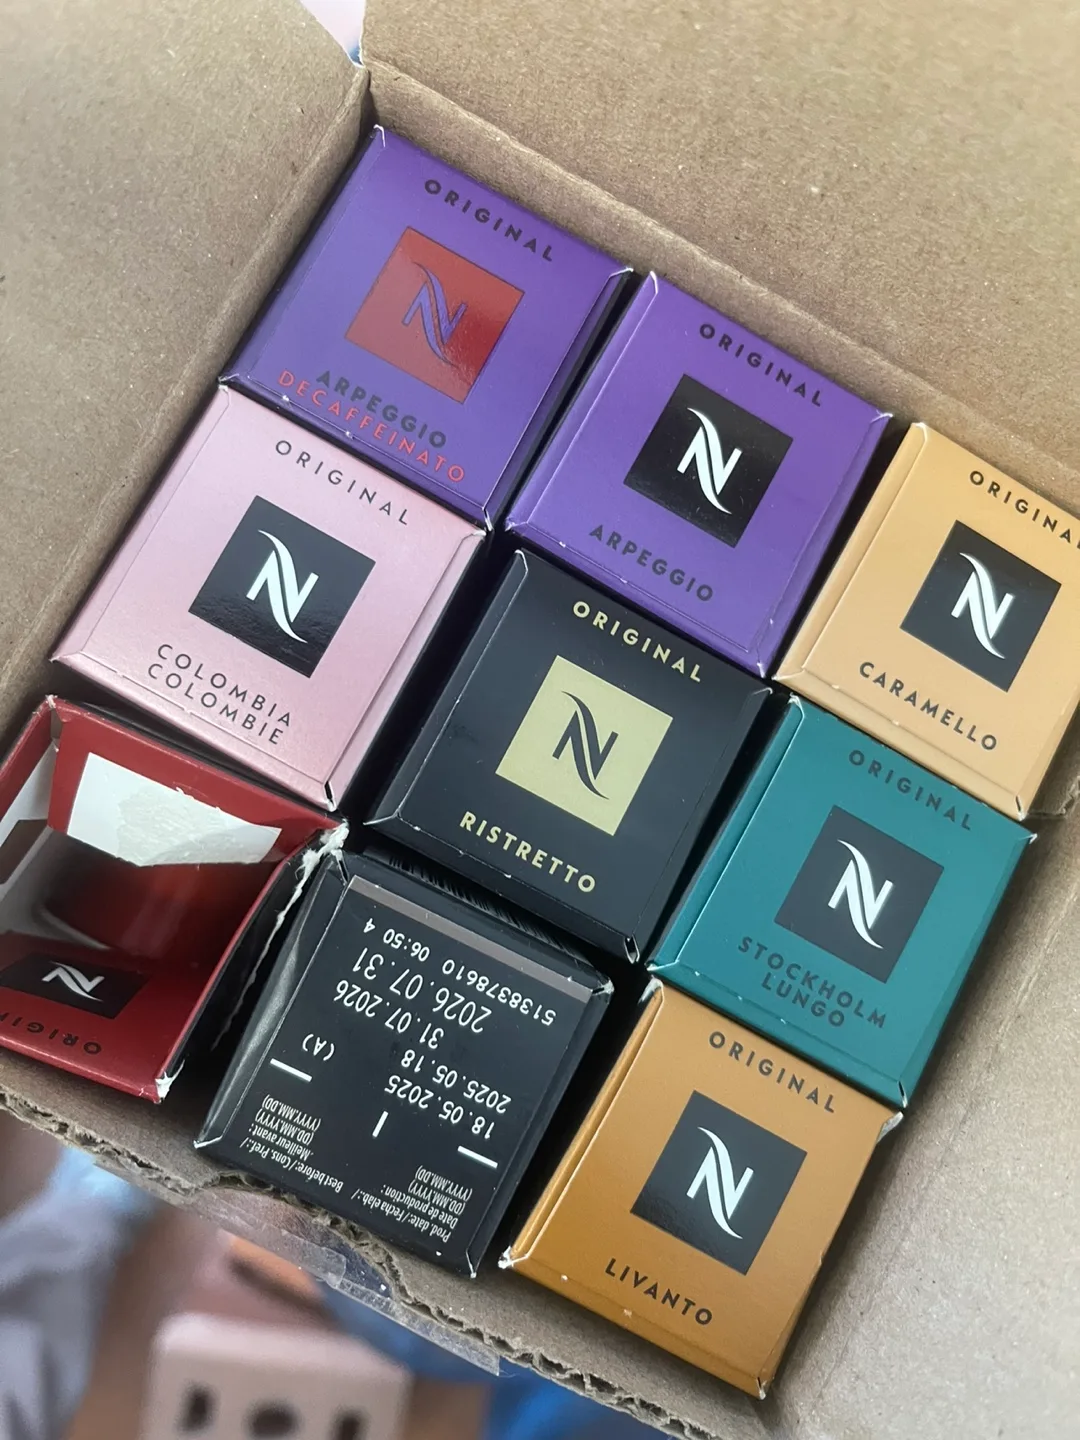 ORIGINAL
ARPEGGIO
DECAFFEINATO
ORIGINAL
ARPEGGIO
ORIGINAL
CARAMELLO
ORIGINAL
COLOMBIA
COLOMBIE
ORIGINAL
RISTRETTO
ORIGINAL
STOCKHOLM
LUNGO
ORIGINAL
LIVANTO
Prod. date:/Fecha elab.:/
Date de production:
(DD.MM.YYYY)
(YYYY.MM.DD)
18.05.2025
2025.05.18
Best before:/Cons. Pref.:/
Meilleur avant:
(DD.MM.YYYY)
(YYYY.MM.DD)
(A)
31.07.2026
2026.07.31
5138378610 06:50 4